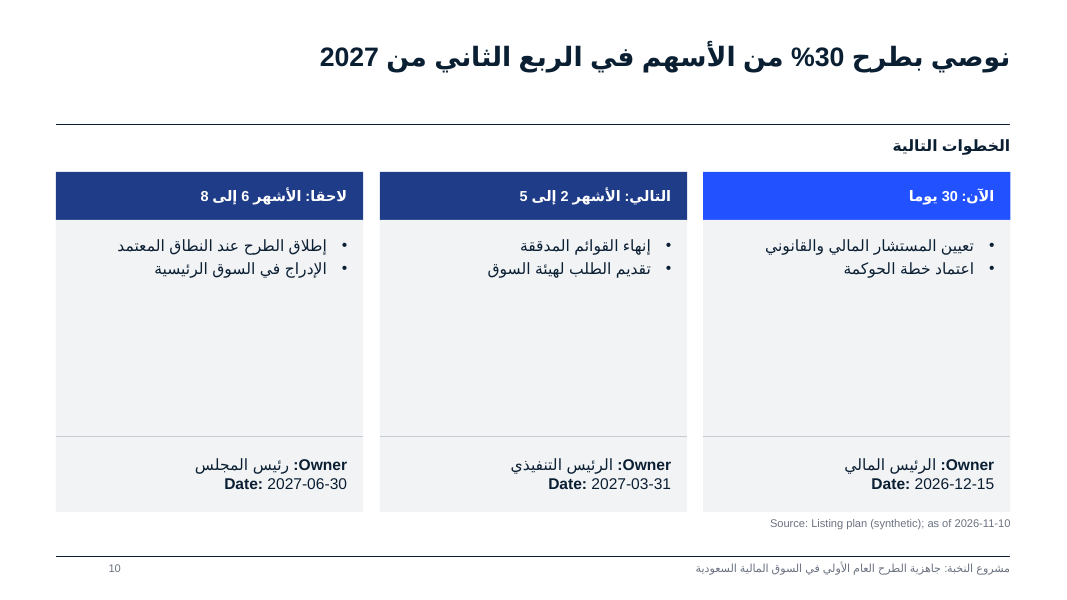 نوصي بطرح 30% من الأسهم في الربع الثاني من 2027
الخطوات التالية
الآن: 30 يوما
• تعيين المستشار المالي والقانوني
• اعتماد خطة الحوكمة
Owner: الرئيس المالي
Date: 2026-12-15
التالي: الأشهر 2 إلى 5
• إنهاء القوائم المدققة
• تقديم الطلب لهيئة السوق
Owner: الرئيس التنفيذي
Date: 2027-03-31
لاحقا: الأشهر 6 إلى 8
• إطلاق الطرح عند النطاق المعتمد
• الإدراج في السوق الرئيسية
Owner: رئيس المجلس
Date: 2027-06-30
Source: Listing plan (synthetic); as of 2026-11-10
مشروع النخبة: جاهزية الطرح العام الأولي في السوق المالية السعودية
10